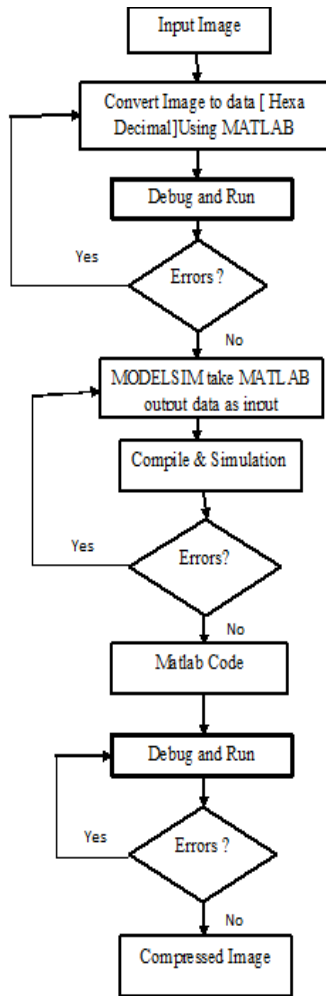 Input Image
Convert Image to data [ Hexa
Decimal]Using MATLAB
Debug and Run
Yes
Errors ?
No
MODELSIM take MATLAB
output data as input
Compile & Simulation
Yes
Errors?
No
Matlab Code
Debug and Run
Yes
Errors ?
No
Compressed Image